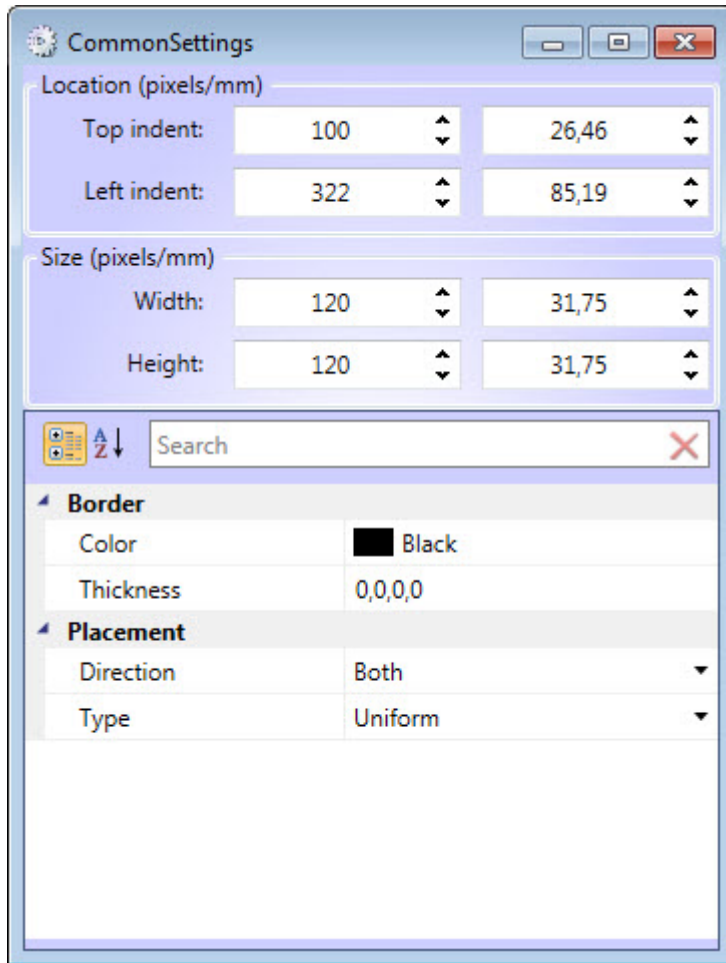 CommonSettings
Location (pixels/mm)
Top indent: 100 26,46
Left indent: 322 85,19
Size (pixels/mm)
Width: 120 31,75
Height: 120 31,75
A Z Search
Border
Color Black
Thickness 0,0,0,0
Placement
Direction Both
Type Uniform